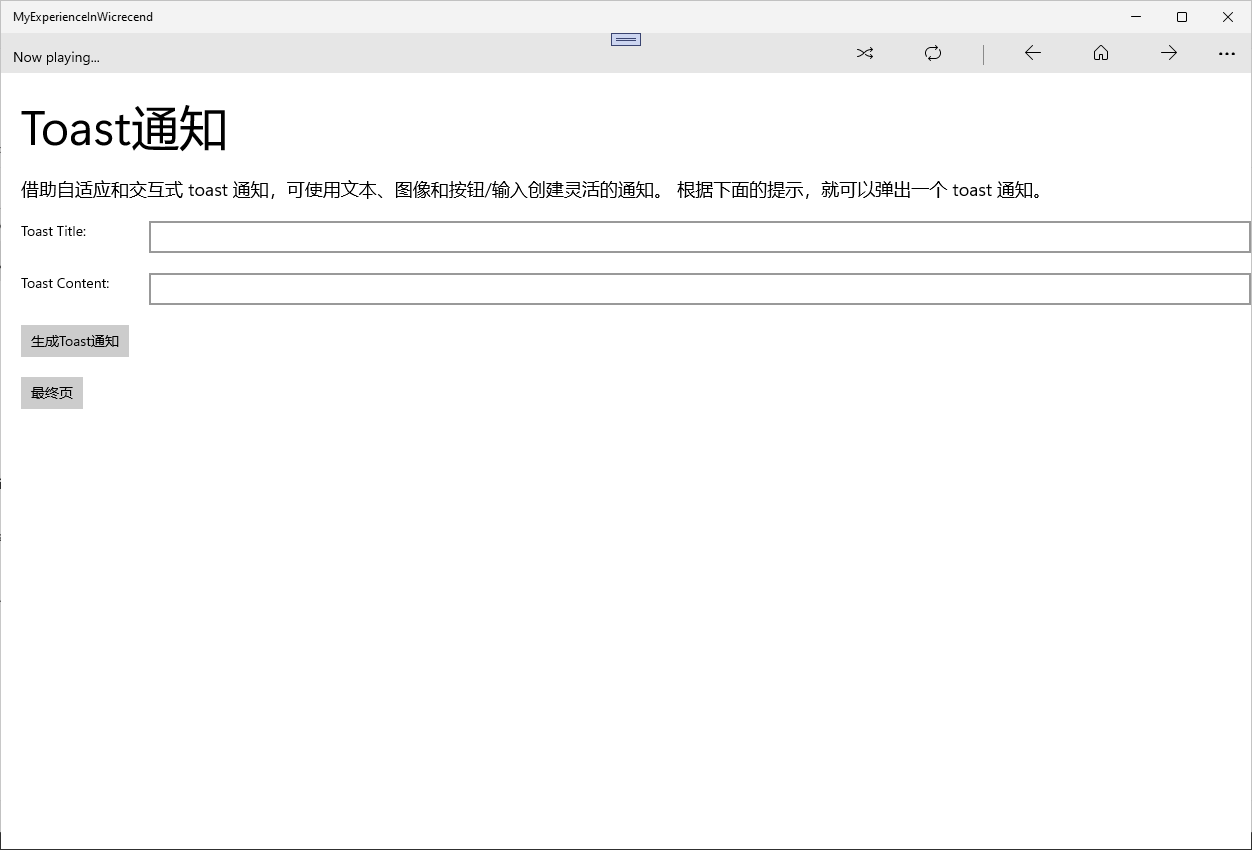 MyExperienceInWicrecend
Now playing...
Toast通知
借助自适应和交互式 toast 通知，可使用文本、图像和按钮/输入创建灵活的通知。 根据下面的提示，就可以弹出一个 toast 通知。
Toast Title:
Toast Content:
生成Toast通知
最终页